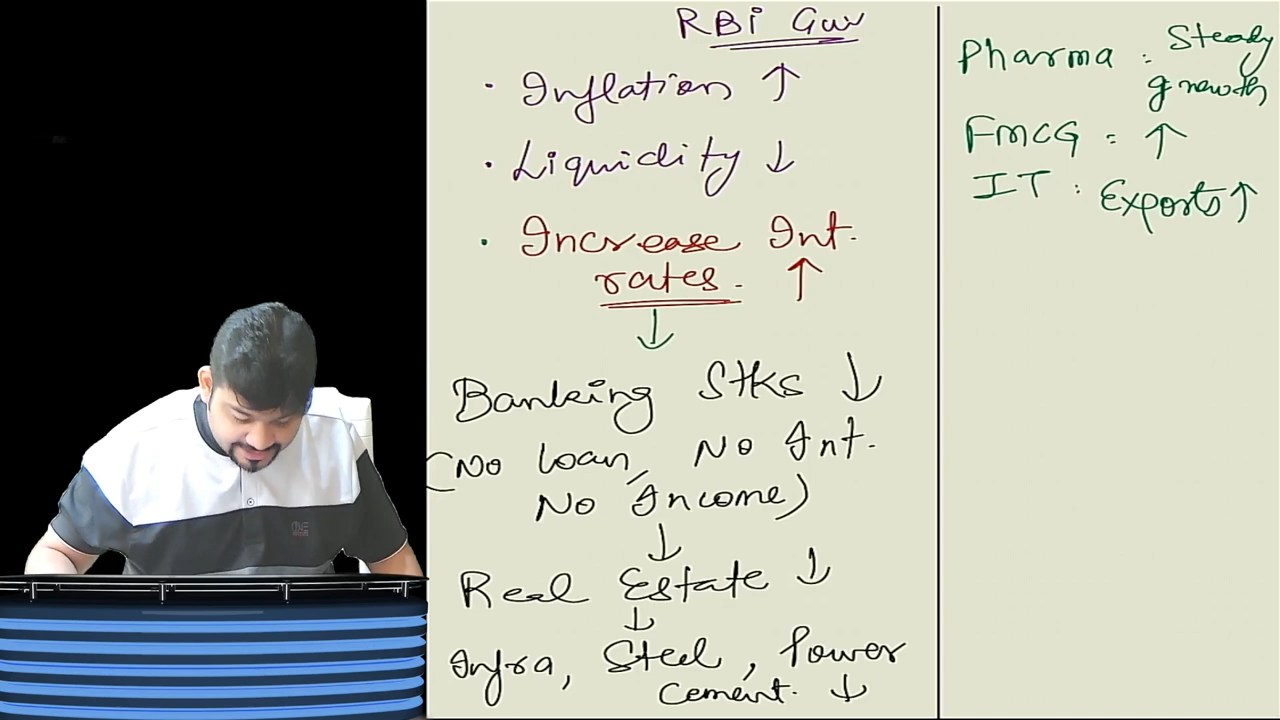 RBI Guv
• Inflation ↑
• Liquidity ↓
• Increase Int.
rates. ↑
↓
Banking Stks ↓
(No loan, No Int.
No Income)
↓
Real Estate ↓
↓
Infra, Steel, Power
cement. ↓
Pharma : Steady
growth
FMCG = ↑
IT : Exports ↑